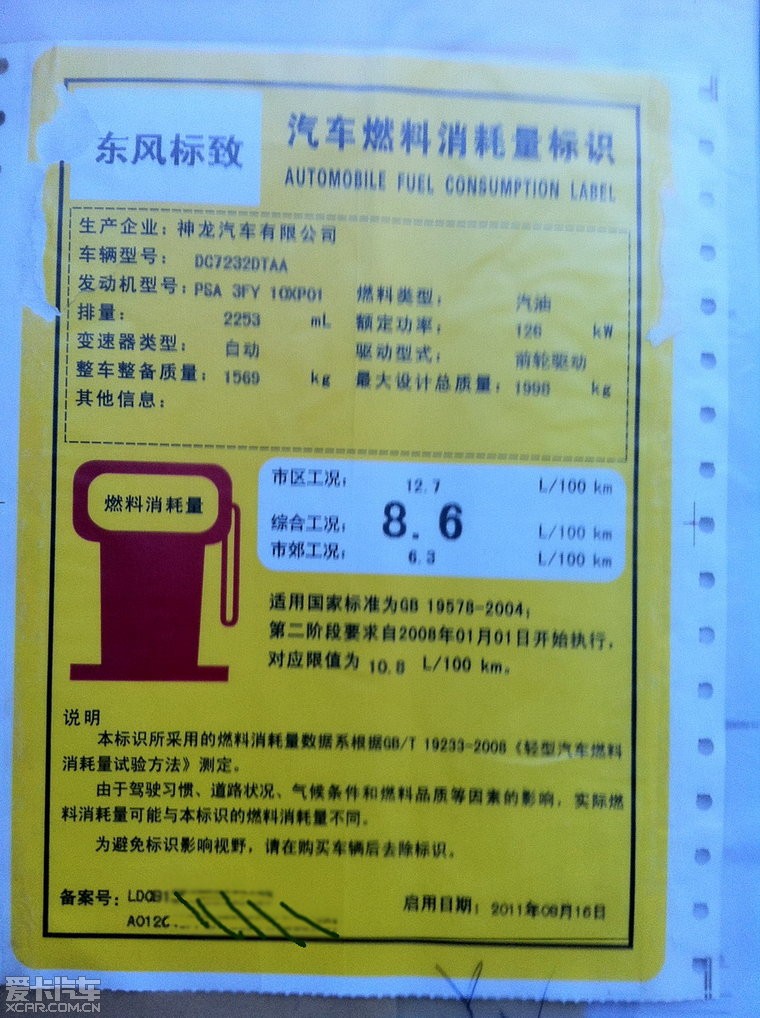 东风标致
汽车燃料消耗量标识
AUTOMOBILE FUEL CONSUMPTION LABEL
生产企业：神龙汽车有限公司
车辆型号： DC7232DTAA
发动机型号：PSA 3FY 10XP01 燃料类型： 汽油
排量： 2253 mL 额定功率： 126 kW
变速器类型： 自动 驱动型式： 前轮驱动
整车整备质量： 1569 kg 最大设计总质量： 1998 kg
其他信息：
燃料消耗量
市区工况： 12.7 L/100 km
综合工况： 8.6 L/100 km
市郊工况： 6.3 L/100 km
适用国家标准为GB 19578-2004；
第二阶段要求自2008年01月01日开始执行，
对应限值为 10.8 L/100 km。
说明
本标识所采用的燃料消耗量数据系根据GB/T 19233-2008《轻型汽车燃料
消耗量试验方法》测定。
由于驾驶习惯、道路状况、气候条件和燃料品质等因素的影响，实际燃
料消耗量可能与本标识的燃料消耗量不同。
为避免标识影响视野，请在购买车辆后去除标识。
备案号：LDCB1
A012C 启用日期： 2011年08月16日
爱卡汽车
XCAR.COM.CN